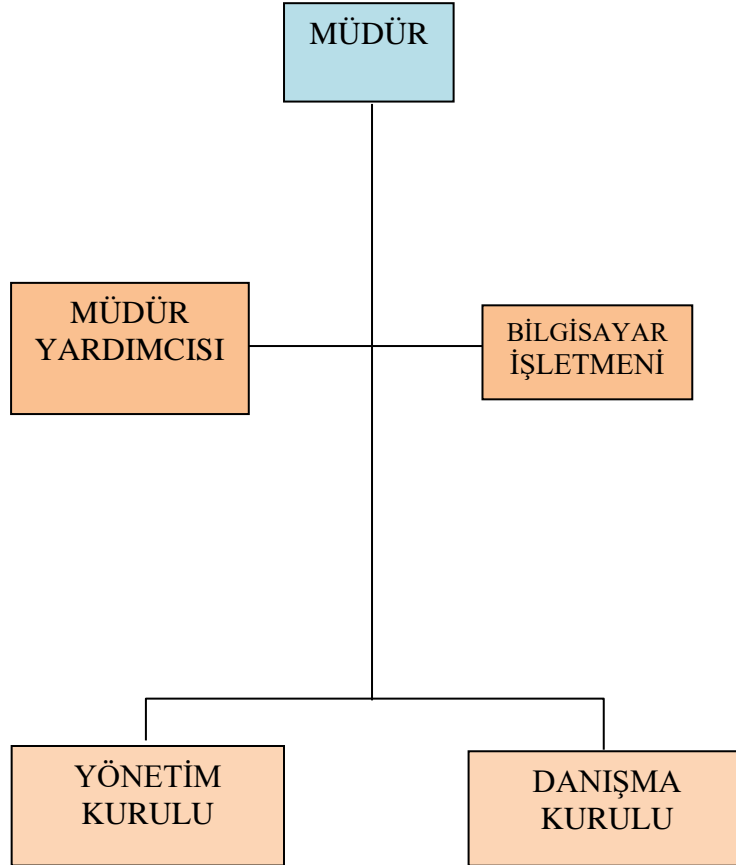 MÜDÜR
MÜDÜR
YARDIMCISI
BİLGİSAYAR
İŞLETMENİ
YÖNETİM
KURULU
DANIŞMA
KURULU